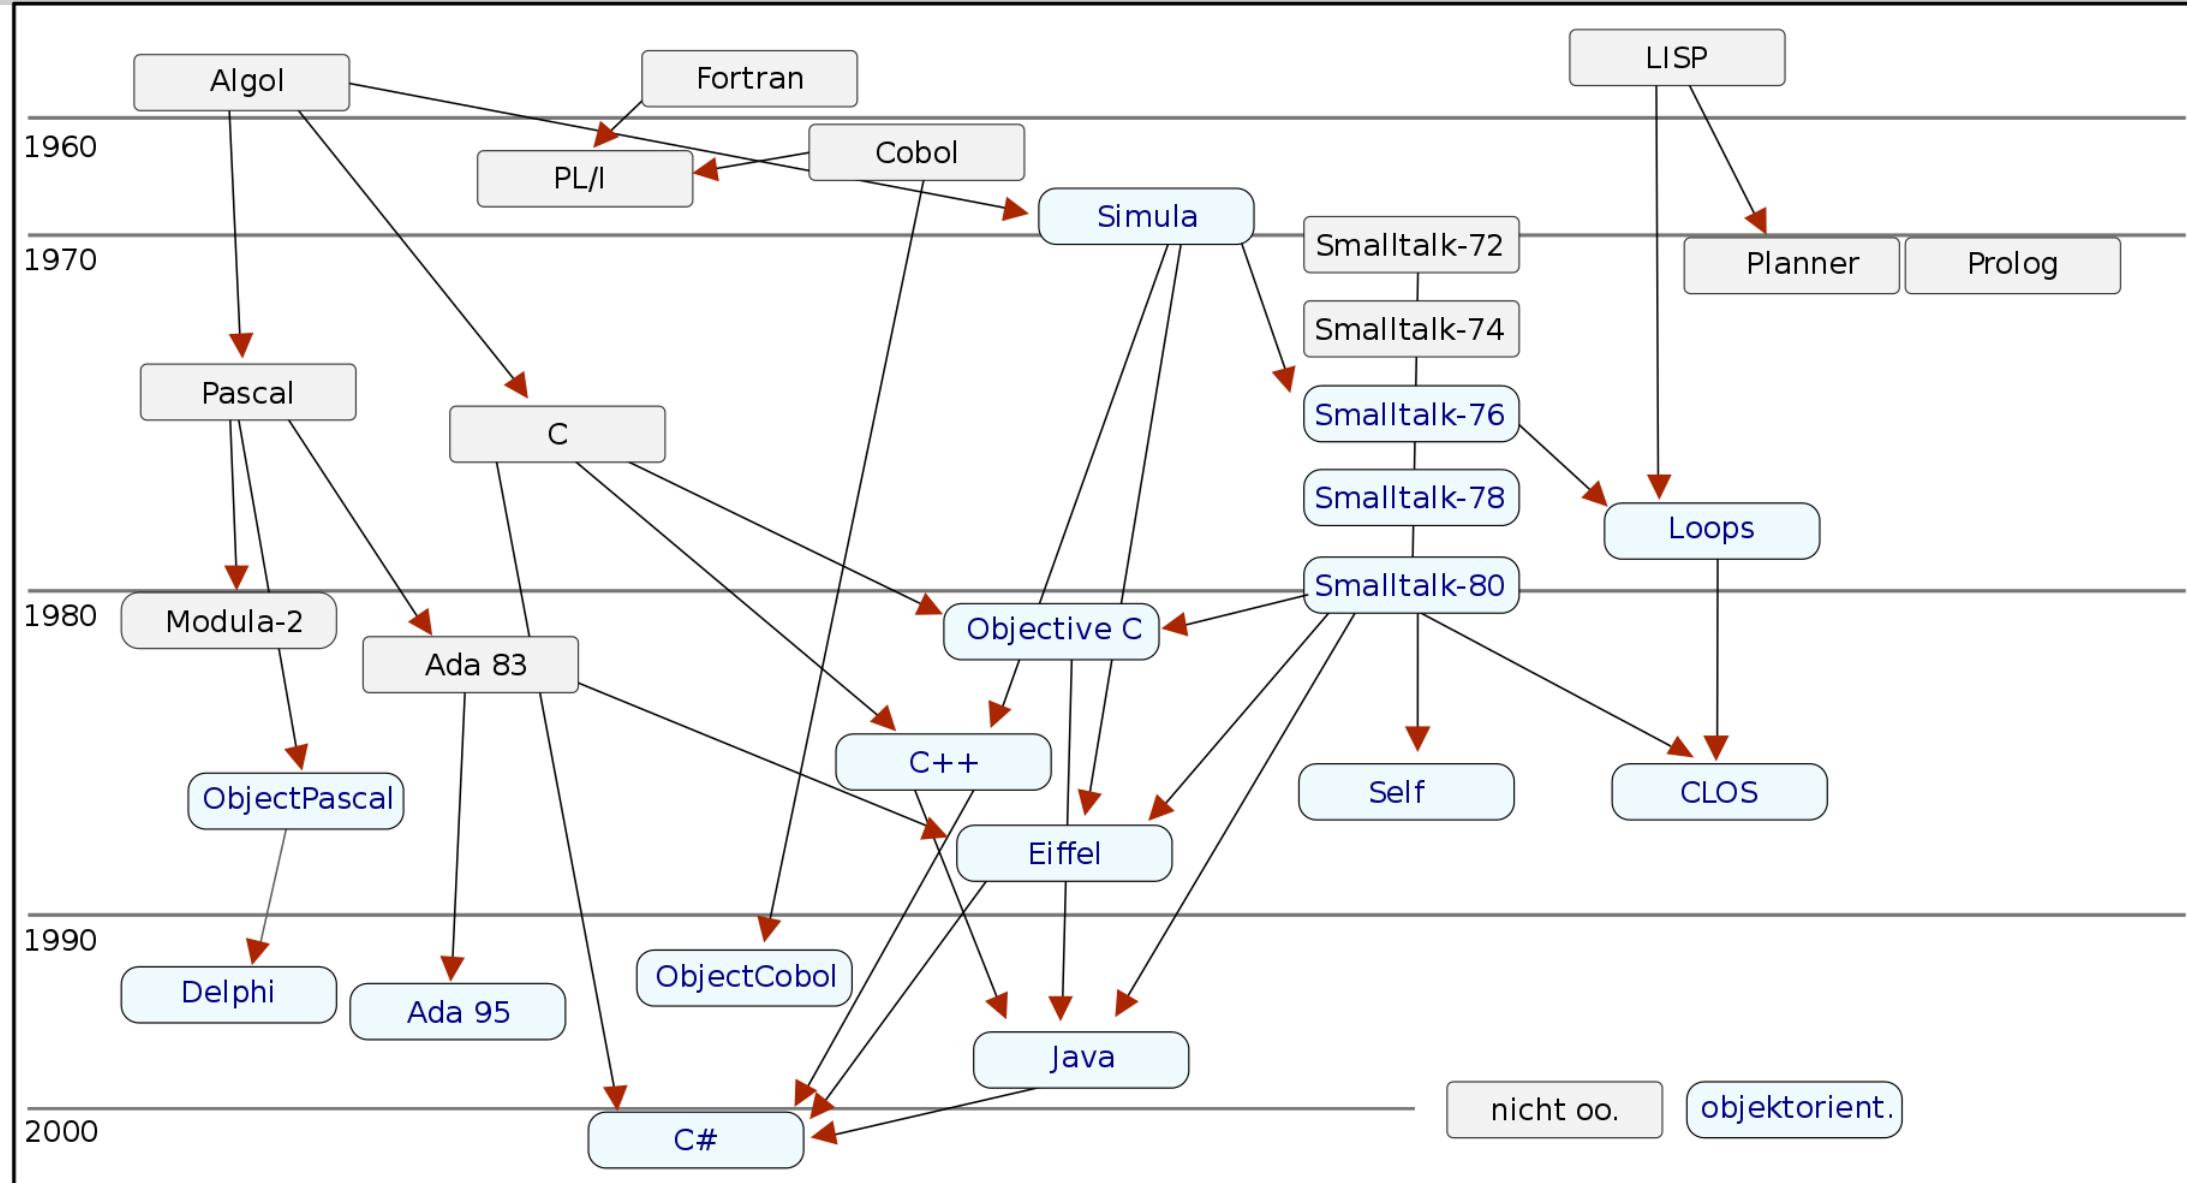 Algol
Fortran
LISP
1960
Cobol
PL/I
Simula
1970
Smalltalk-72
Planner
Prolog
Smalltalk-74
Pascal
C
Smalltalk-76
Smalltalk-78
Loops
1980
Smalltalk-80
Modula-2
Objective C
Ada 83
C++
ObjectPascal
Self
CLOS
Eiffel
1990
ObjectCobol
Delphi
Ada 95
Java
nicht oo.
objektorient.
2000
C#